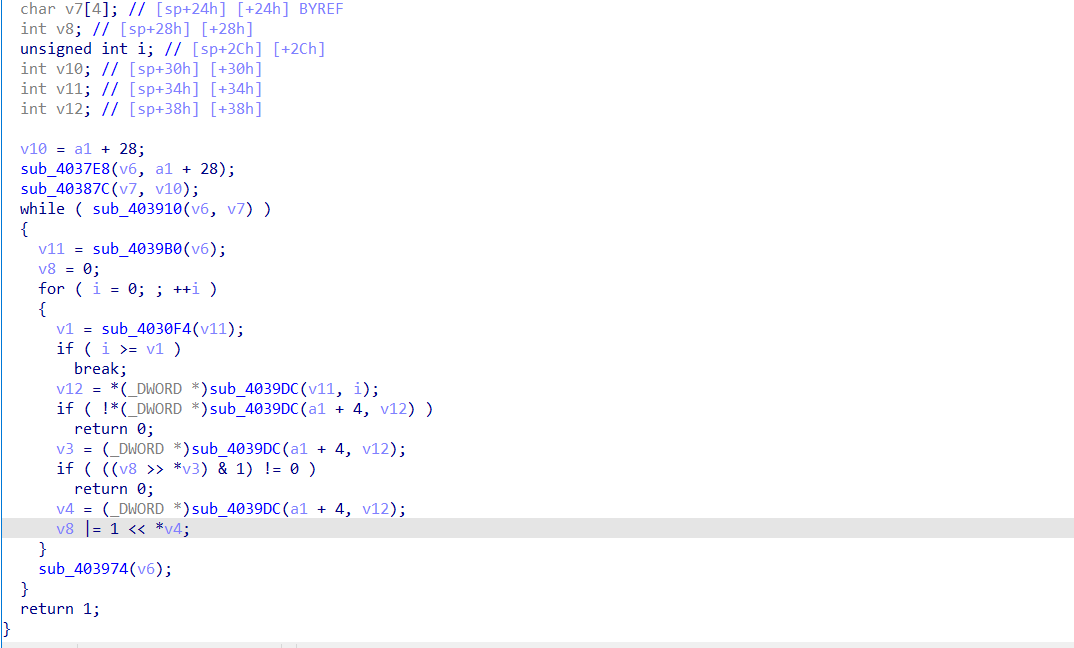 char v7[4]; // [sp+24h] [+24h] BYREF
int v8; // [sp+28h] [+28h]
unsigned int i; // [sp+2Ch] [+2Ch]
int v10; // [sp+30h] [+30h]
int v11; // [sp+34h] [+34h]
int v12; // [sp+38h] [+38h]
v10 = a1 + 28;
sub_4037E8(v6, a1 + 28);
sub_40387C(v7, v10);
while ( sub_403910(v6, v7) )
{
v11 = sub_4039B0(v6);
v8 = 0;
for ( i = 0; ; ++i )
{
v1 = sub_4030F4(v11);
if ( i >= v1 )
break;
v12 = *(_DWORD *)sub_4039DC(v11, i);
if ( !*(_DWORD *)sub_4039DC(a1 + 4, v12) )
return 0;
v3 = (_DWORD *)sub_4039DC(a1 + 4, v12);
if ( ((v8 >> *v3) & 1) != 0 )
return 0;
v4 = (_DWORD *)sub_4039DC(a1 + 4, v12);
v8 |= 1 << *v4;
}
sub_403974(v6);
}
return 1;
}